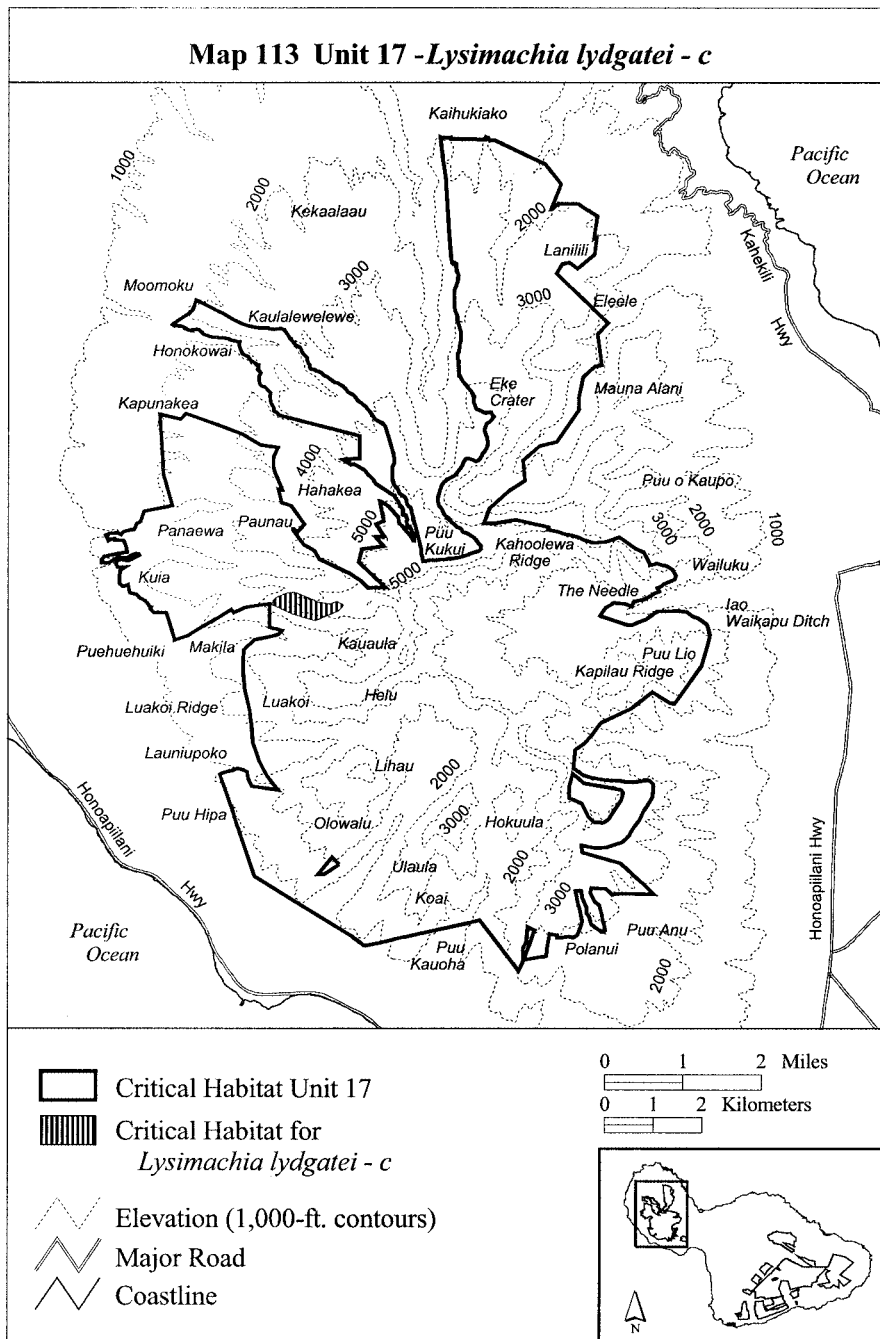 Map 113 Unit 17 - Lysimachia lydgatei - c
Kaihukiako
Pacific
Ocean
1000
2000
Kekaalaau
2000
Lanilili
Kahekili
Hwy
3000
Moomoku
3000
Eleele
Kaulalewelewe
Honokowai
Eke
Crater
Mauna Alani
Kapunakea
4000
Hahakea
Puu o Kaupo
5000
Panaewa
Paunau
Puu
Kukui
Kahoolewa
Ridge
3000
2000
1000
Wailuku
5000
Kuia
The Needle
Iao
Waikapu Ditch
Puehuehuiki
Makila
Kauaula
Puu Lio
Kapilau Ridge
Luakoi Ridge
Luakoi
Helu
Launiupoko
Lihau
2000
Puu Hipa
Honoapiilani
Hwy
Olowalu
3000
Hokuula
Ulaula
2000
Koai
3000
Honoapiilani Hwy
Pacific
Ocean
Puu
Kauoha
Polanui
Puu Anu
2000
Critical Habitat Unit 17
Critical Habitat for
Lysimachia lydgatei - c
Elevation (1,000-ft. contours)
Major Road
Coastline
0 1 2 Miles
0 1 2 Kilometers
N